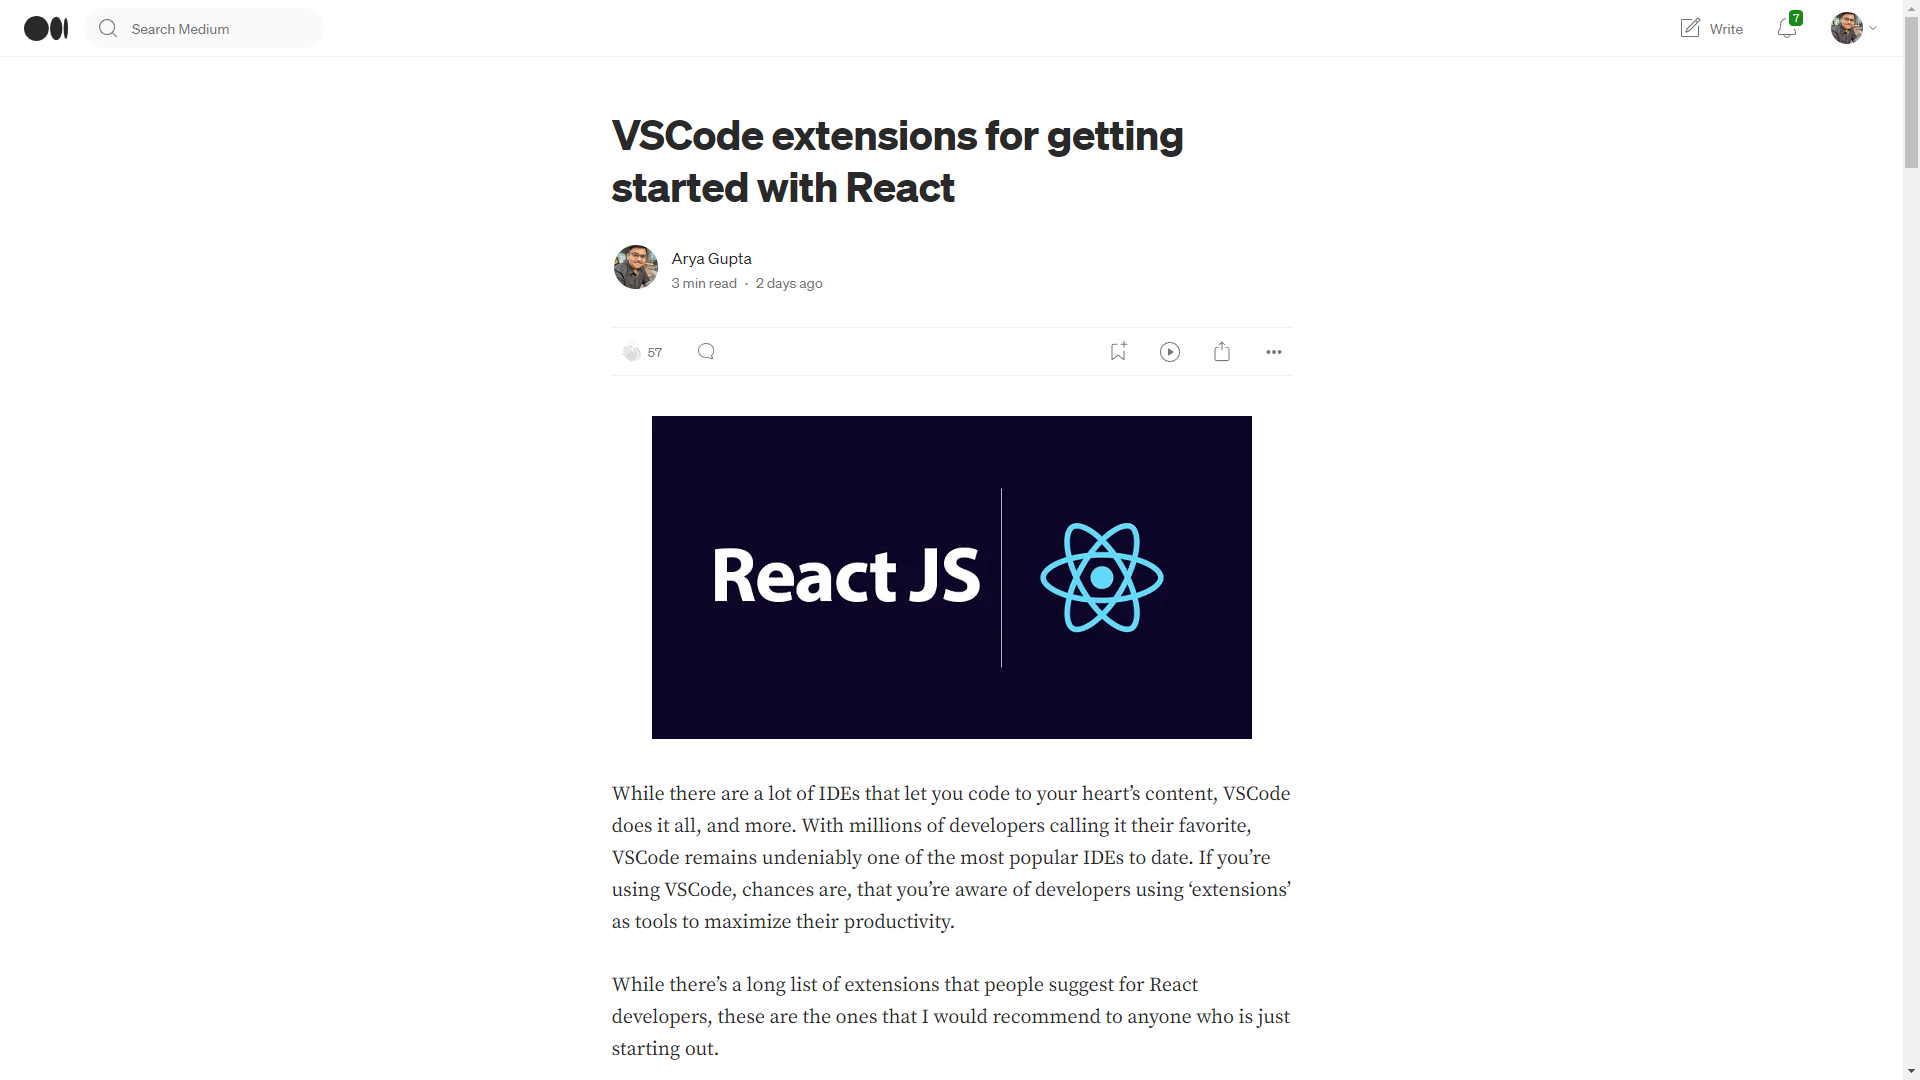 Search Medium
Write
7
VSCode extensions for getting
started with React
Arya Gupta
3 min read · 2 days ago
57
React JS
While there are a lot of IDEs that let you code to your heart’s content, VSCode
does it all, and more. With millions of developers calling it their favorite,
VSCode remains undeniably one of the most popular IDEs to date. If you’re
using VSCode, chances are, that you’re aware of developers using ‘extensions’
as tools to maximize their productivity.
While there’s a long list of extensions that people suggest for React
developers, these are the ones that I would recommend to anyone who is just
starting out.